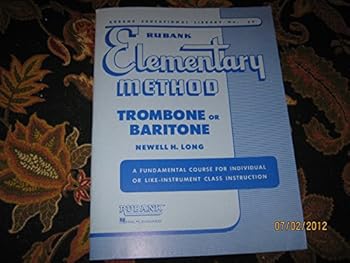 RUBANK EDUCATIONAL LIBRARY No.
RUBANK
Elementary
METHOD
TROMBONE OR
BARITONE
NEWELL H. LONG
A FUNDAMENTAL COURSE FOR INDIVIDUAL
OR LIKE-INSTRUMENT CLASS INSTRUCTION
RUBANK
07/02/2012